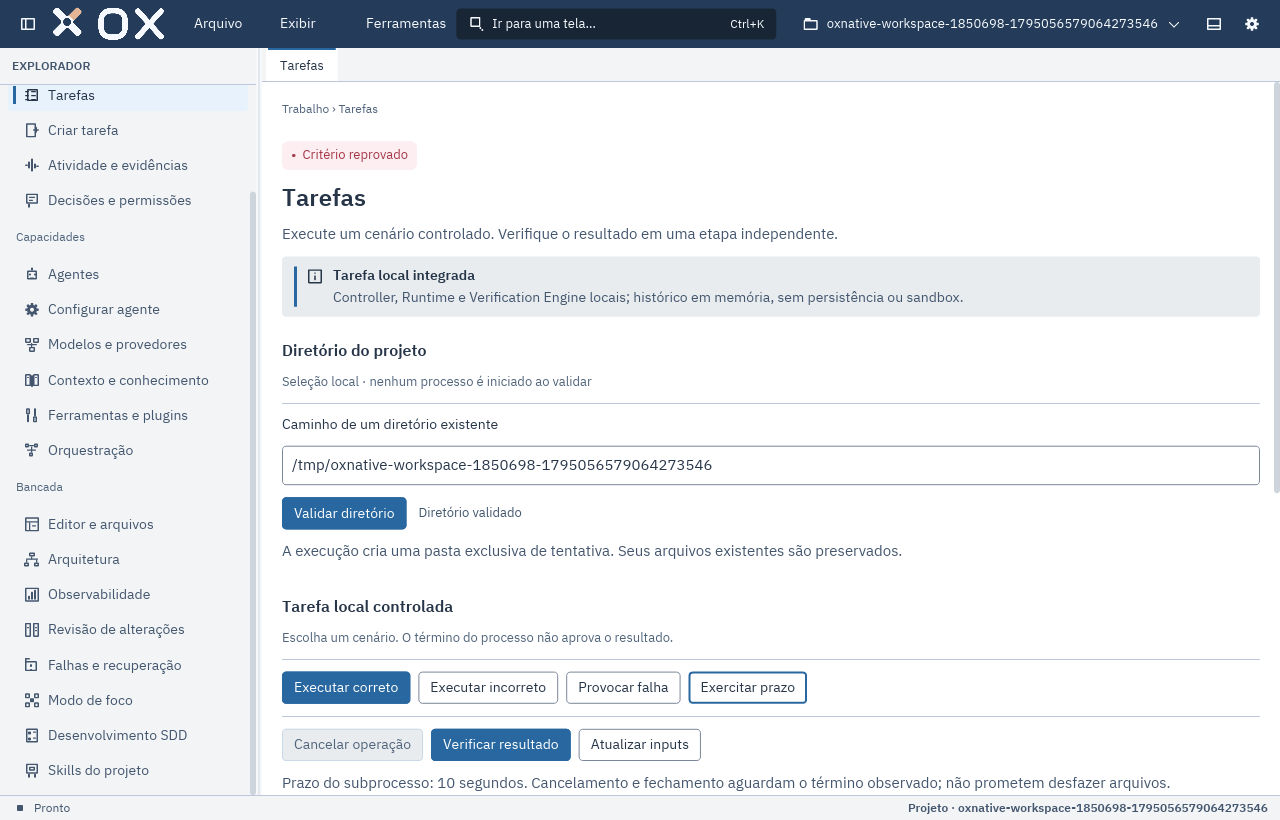 OX
Arquivo
Exibir
Ferramentas
Ir para uma tela...
Ctrl+K
oxnative-workspace-1850698-1795056579064273546
EXPLORADOR
Tarefas
Criar tarefa
Atividade e evidências
Decisões e permissões
Capacidades
Agentes
Configurar agente
Modelos e provedores
Contexto e conhecimento
Ferramentas e plugins
Orquestração
Bancada
Editor e arquivos
Arquitetura
Observabilidade
Revisão de alterações
Falhas e recuperação
Modo de foco
Desenvolvimento SDD
Skills do projeto
Tarefas
Trabalho › Tarefas
• Critério reprovado
Tarefas
Execute um cenário controlado. Verifique o resultado em uma etapa independente.
Tarefa local integrada
Controller, Runtime e Verification Engine locais; histórico em memória, sem persistência ou sandbox.
Diretório do projeto
Seleção local · nenhum processo é iniciado ao validar
Caminho de um diretório existente
/tmp/oxnative-workspace-1850698-1795056579064273546
Validar diretório
Diretório validado
A execução cria uma pasta exclusiva de tentativa. Seus arquivos existentes são preservados.
Tarefa local controlada
Escolha um cenário. O término do processo não aprova o resultado.
Executar correto
Executar incorreto
Provocar falha
Exercitar prazo
Cancelar operação
Verificar resultado
Atualizar inputs
Prazo do subprocesso: 10 segundos. Cancelamento e fechamento aguardam o término observado; não prometem desfazer arquivos.
Pronto
Projeto · oxnative-workspace-1850698-1795056579064273546